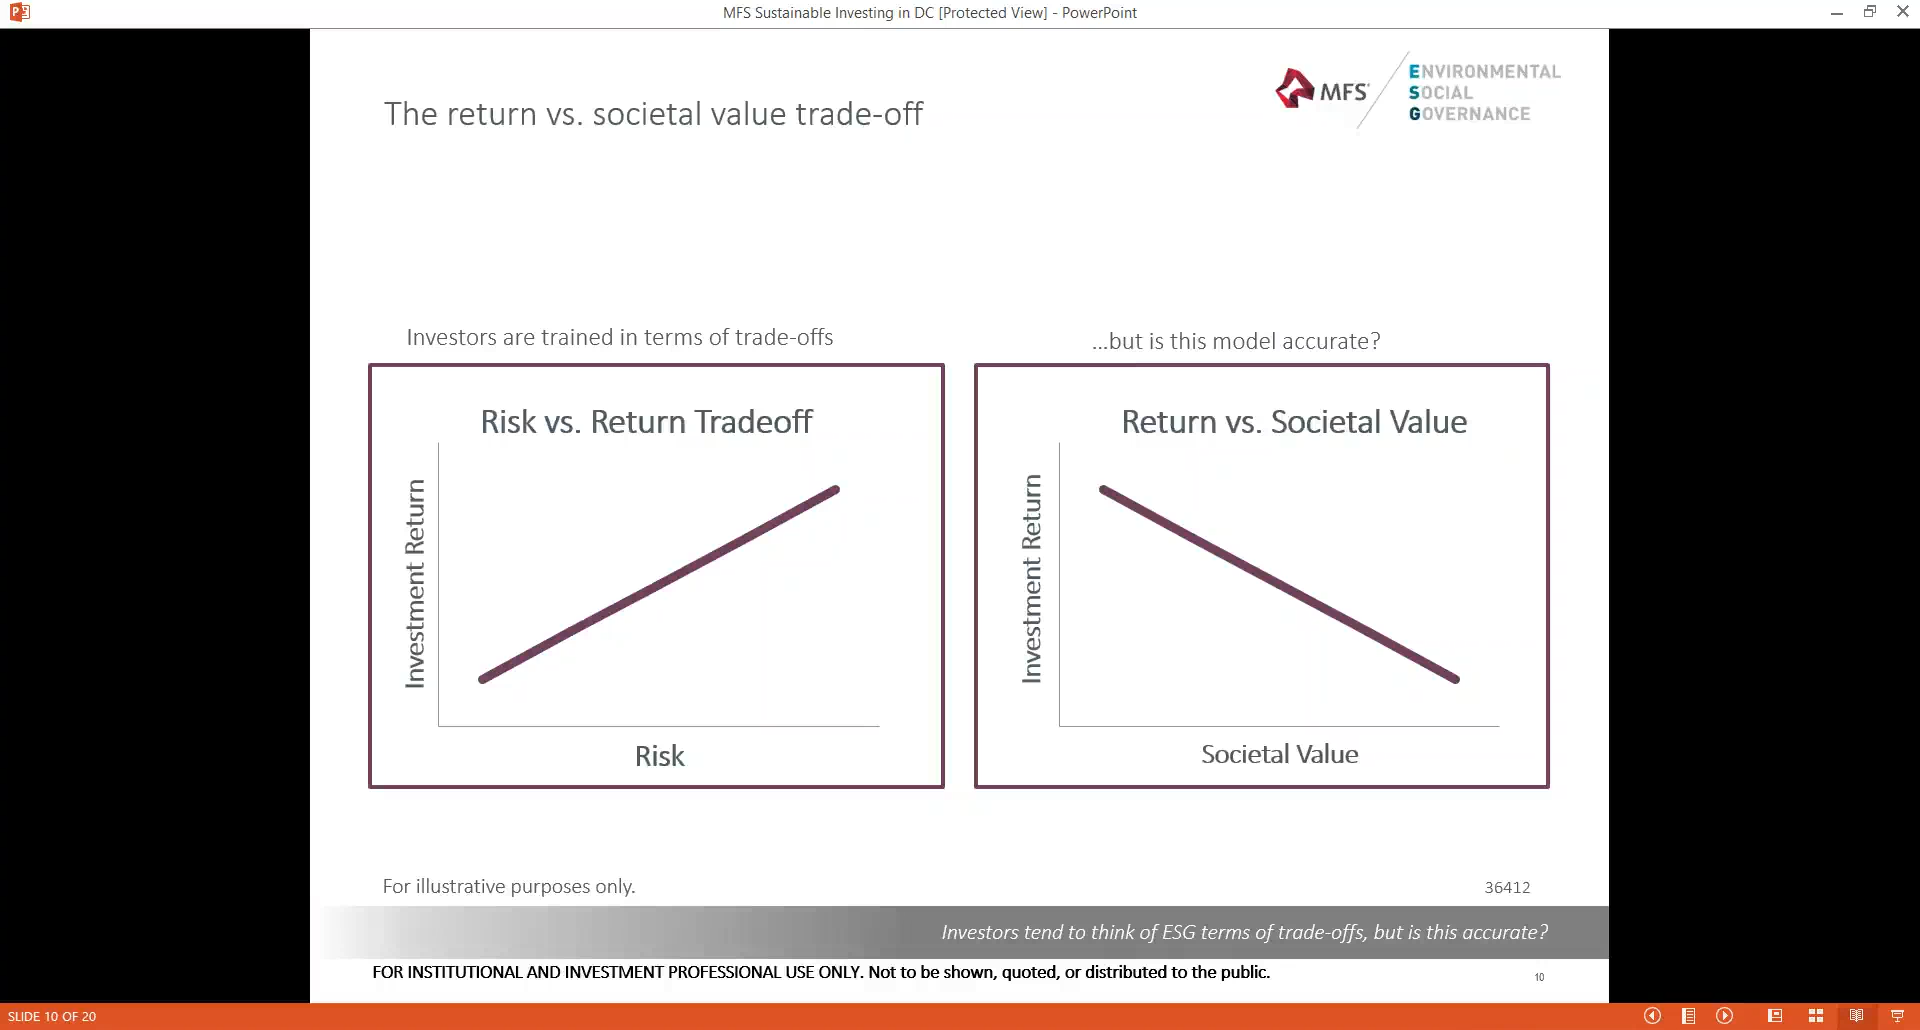 MFS Sustainable Investing in DC [Protected View] - PowerPoint
MFS
ENVIRONMENTAL
SOCIAL
GOVERNANCE
The return vs. societal value trade-off
Investors are trained in terms of trade-offs
...but is this model accurate?
Risk vs. Return Tradeoff
Investment Return
Risk
Return vs. Societal Value
Investment Return
Societal Value
For illustrative purposes only.
36412
Investors tend to think of ESG terms of trade-offs, but is this accurate?
FOR INSTITUTIONAL AND INVESTMENT PROFESSIONAL USE ONLY. Not to be shown, quoted, or distributed to the public.
10
SLIDE 10 OF 20